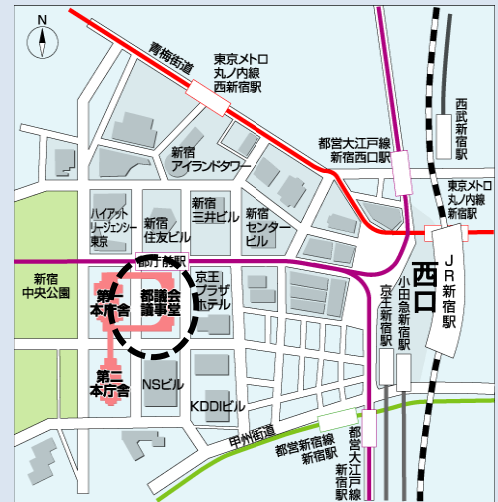 N
青梅街道
東京メトロ
丸ノ内線
西新宿駅
西武新宿駅
都営大江戸線
新宿西口駅
新宿
アイランドタワー
東京メトロ
丸ノ内線
新宿駅
ハイアット
リージェンシー
東京
新宿
住友ビル
新宿
三井ビル
新宿
センター
ビル
都庁前駅
JR新宿駅
西口
小田急新宿駅
京王新宿駅
新宿
中央公園
第一
本庁舎
都議会
議事堂
京王
プラザ
ホテル
第二
本庁舎
NSビル
KDDIビル
甲州街道
都営新宿線
新宿駅
都営大江戸線
新宿駅